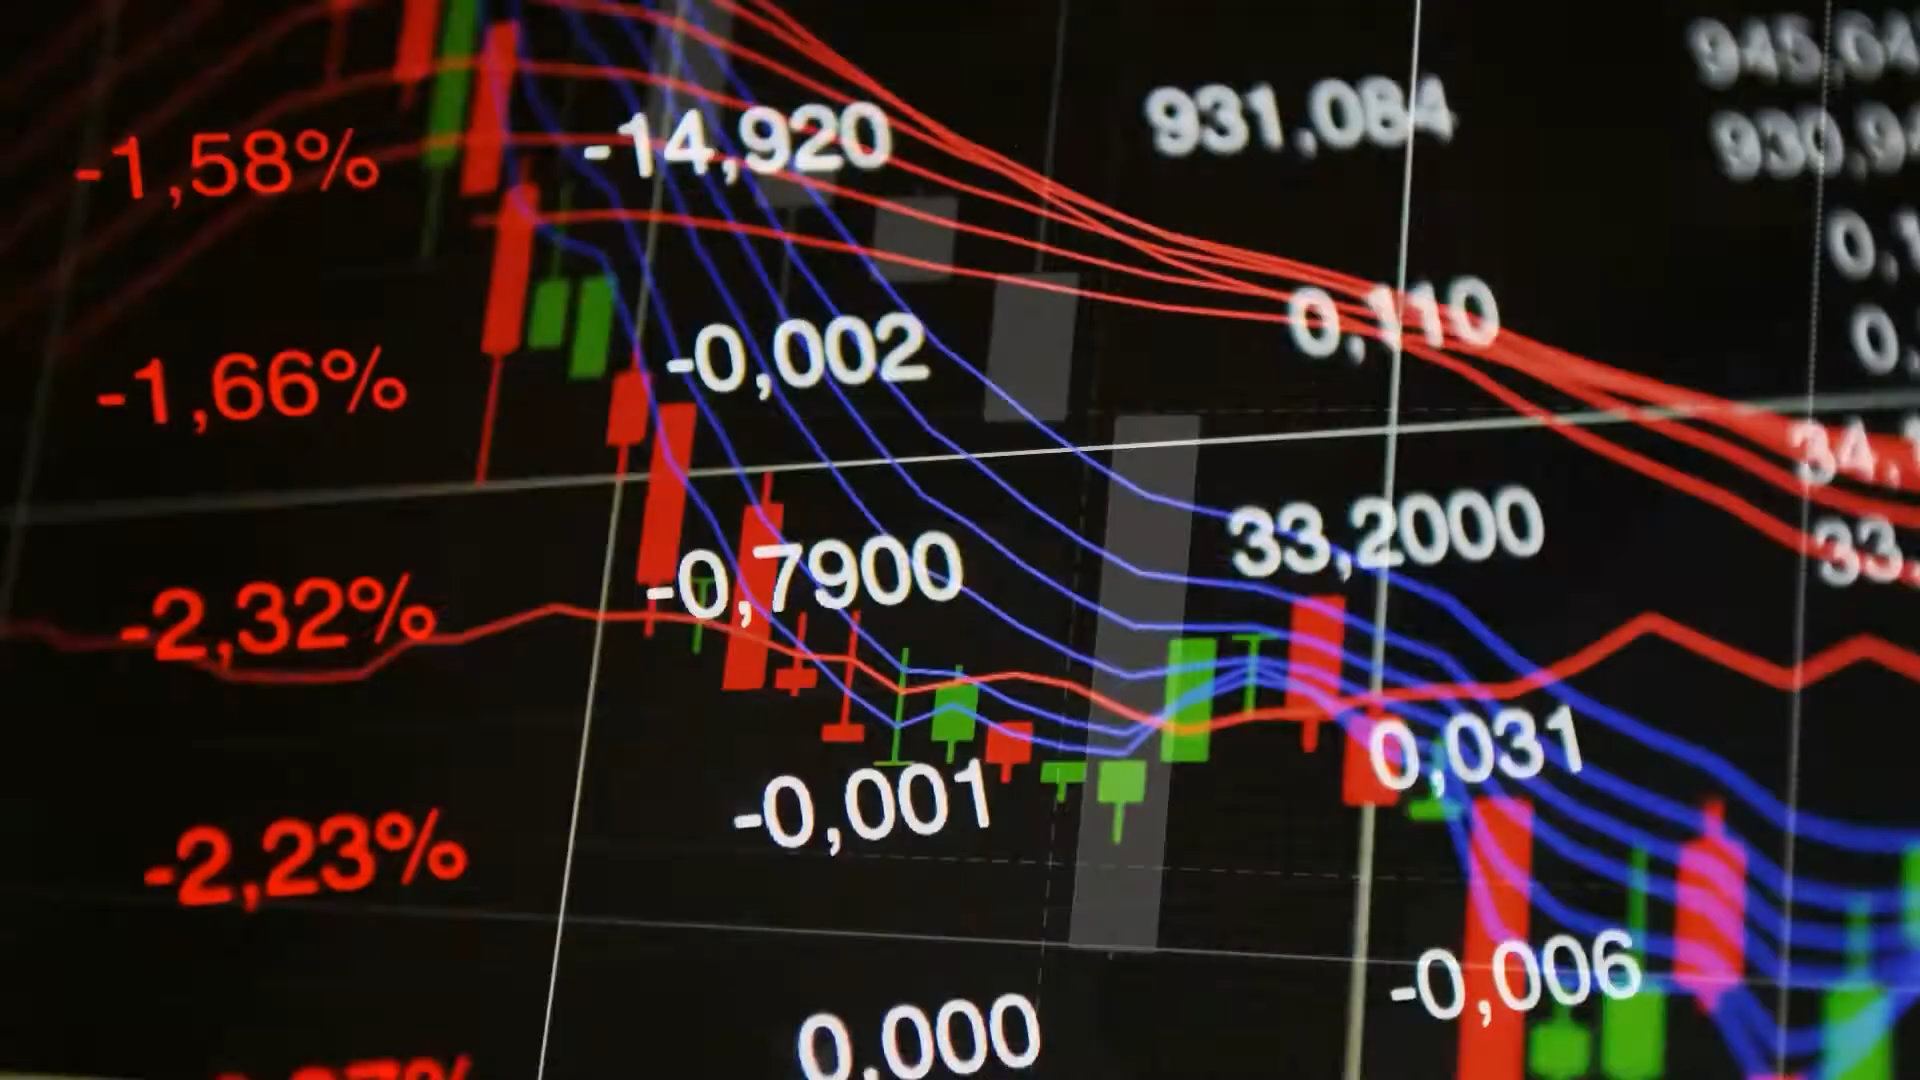 -1,58% -14,920 931,084
-1,66% -0,002 0,110
-2,32% -0,7900 33,2000
-2,23% -0,001 0,031
0,000 -0,006